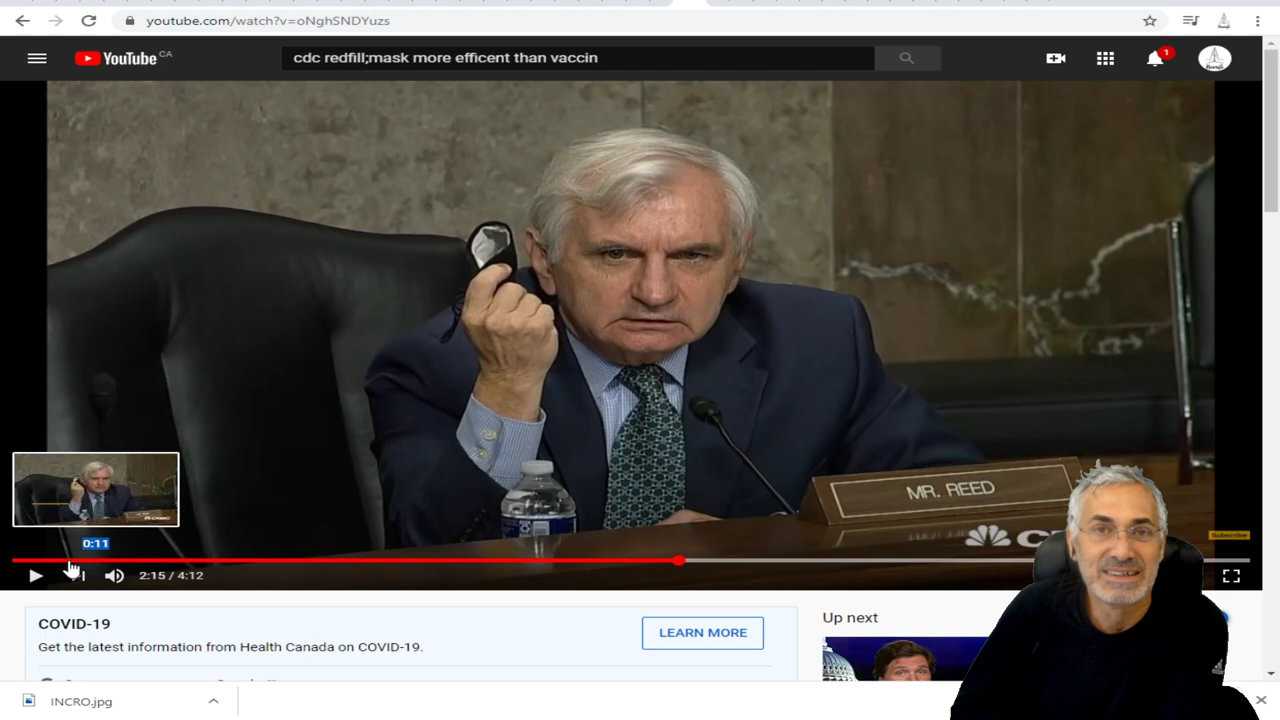 youtube.com/watch?v=oNghSNDYuzs
YouTube CA
cdc redfill;mask more efficent than vaccin
1
MR. REED
C
Subscribe
0:11
2:15 / 4:12
COVID-19
Get the latest information from Health Canada on COVID-19.
LEARN MORE
Up next
INCRO.jpg